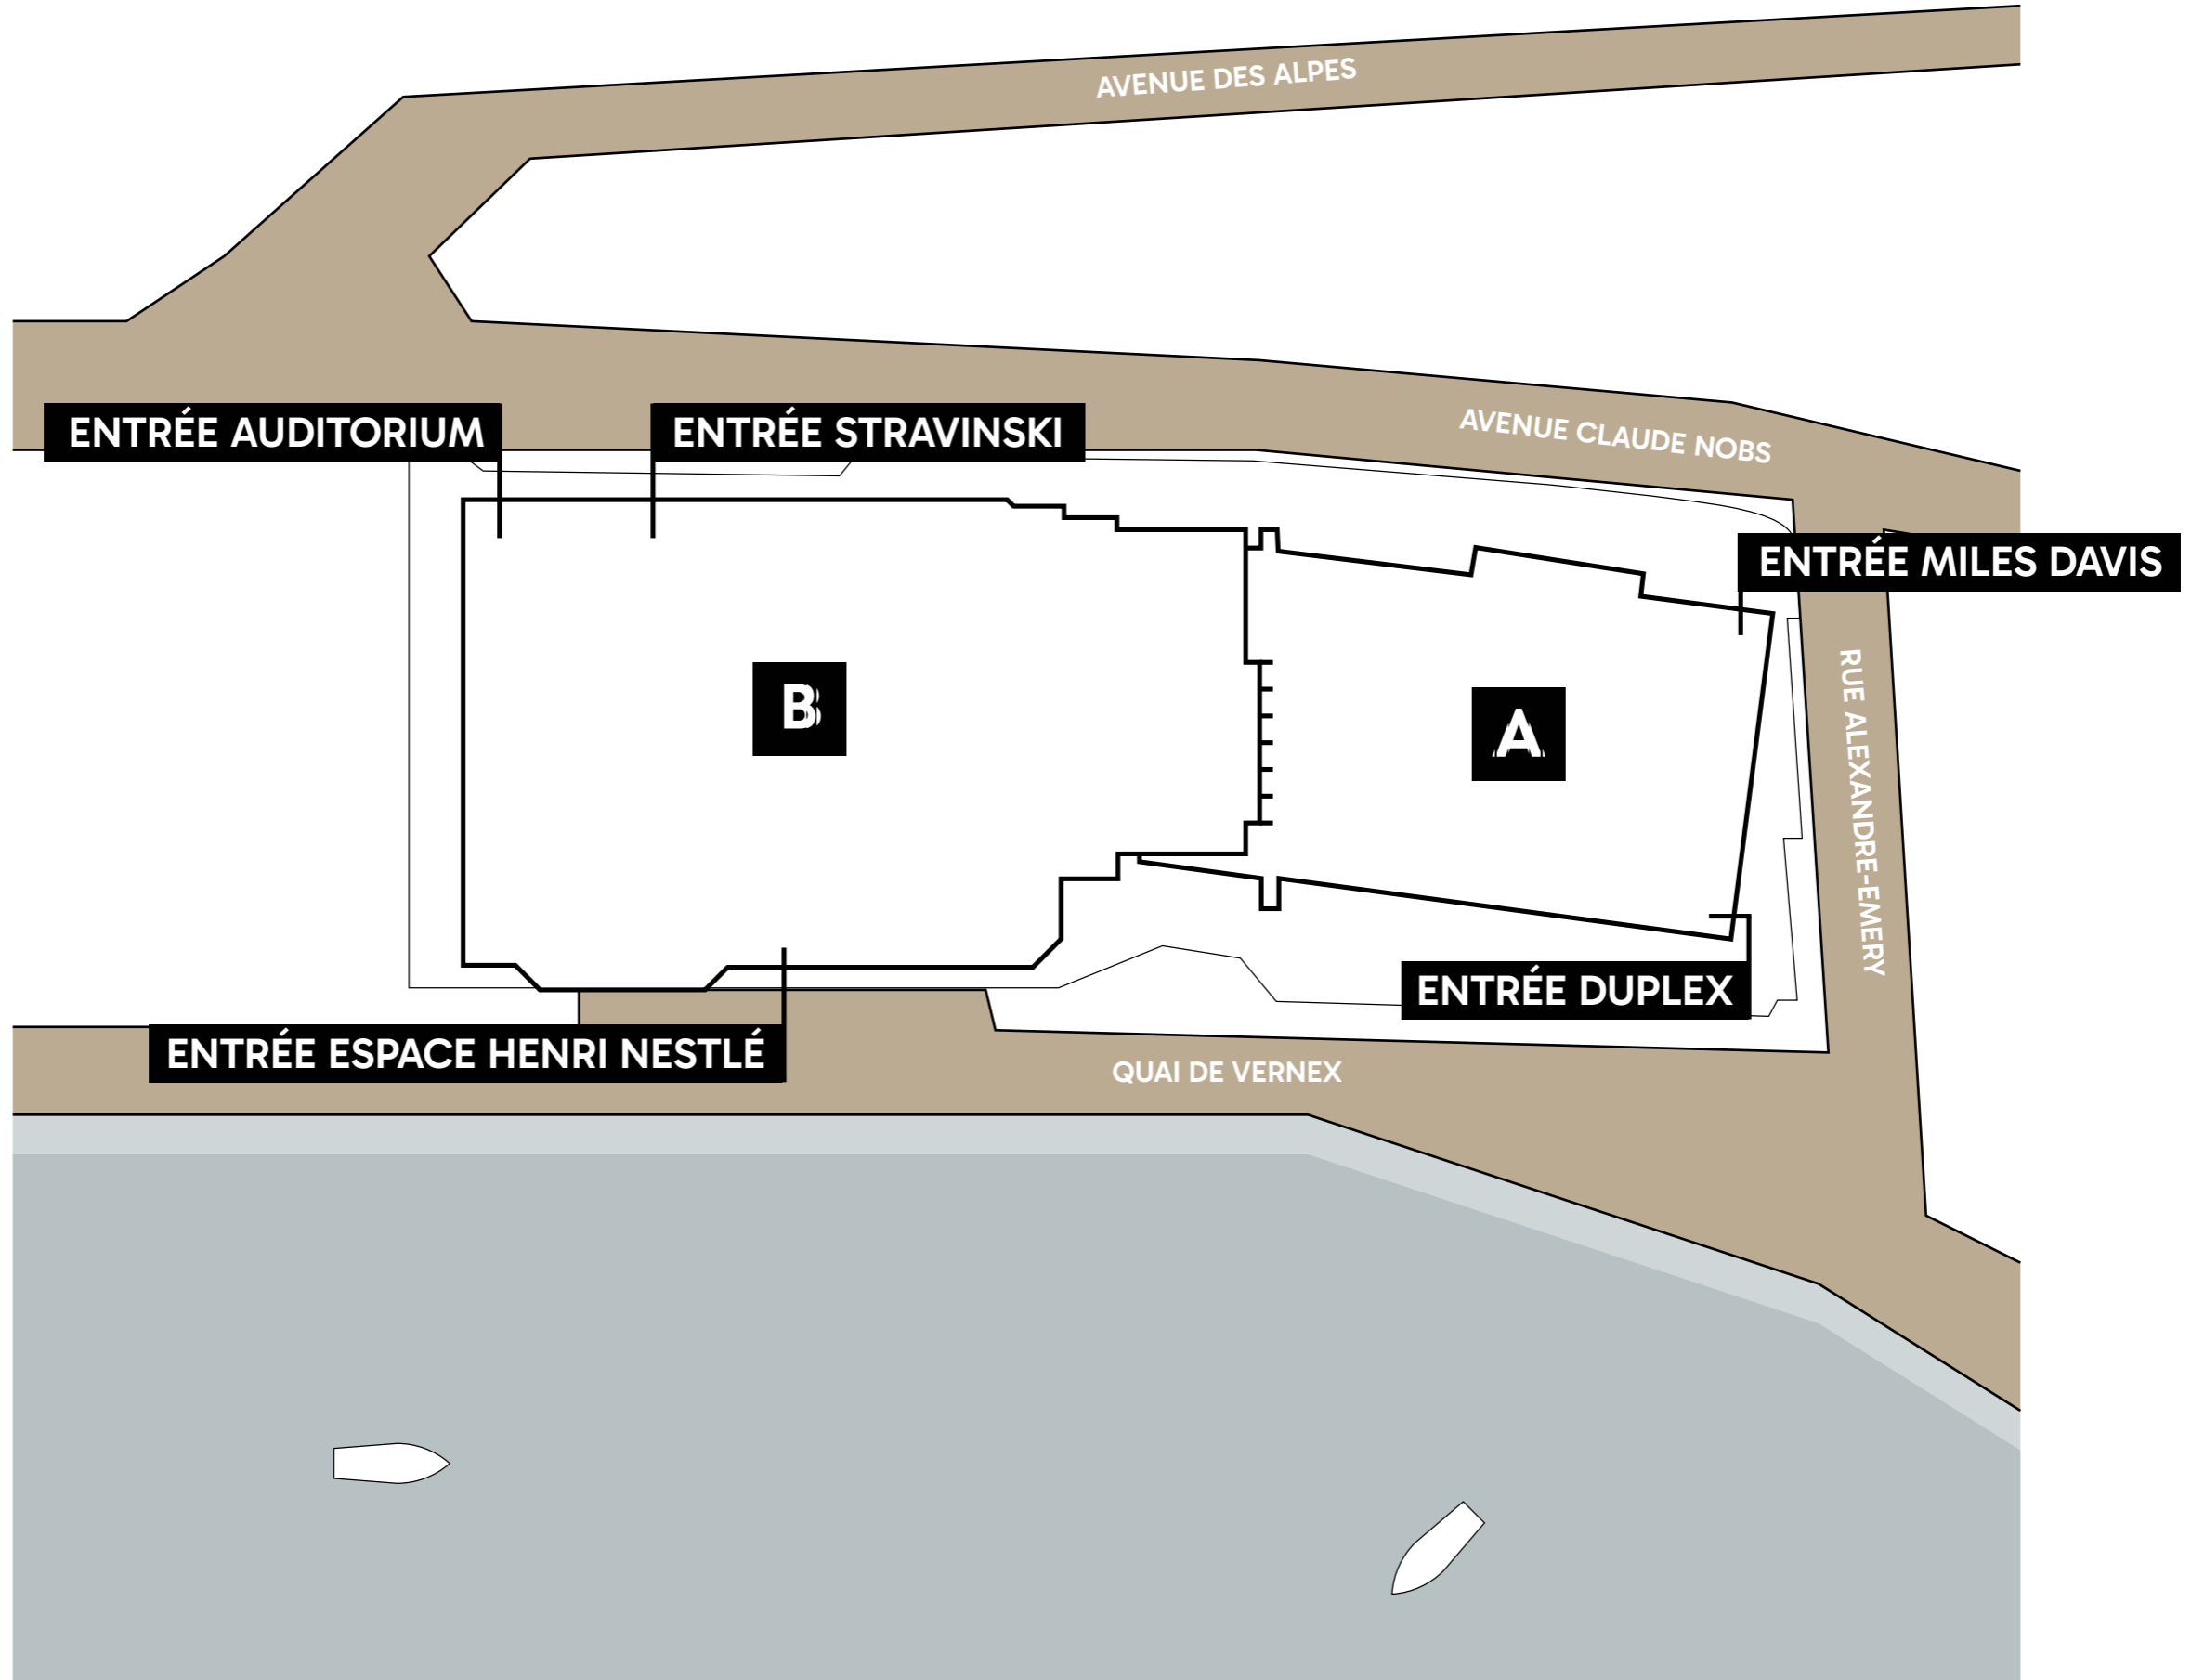 AVENUE DES ALPES
AVENUE CLAUDE NOBS
ENTRÉE AUDITORIUM
ENTRÉE STRAVINSKI
ENTRÉE MILES DAVIS
B
A
RUE ALEXANDRE-EMERY
ENTRÉE DUPLEX
ENTRÉE ESPACE HENRI NESTLÉ
QUAI DE VERNEX